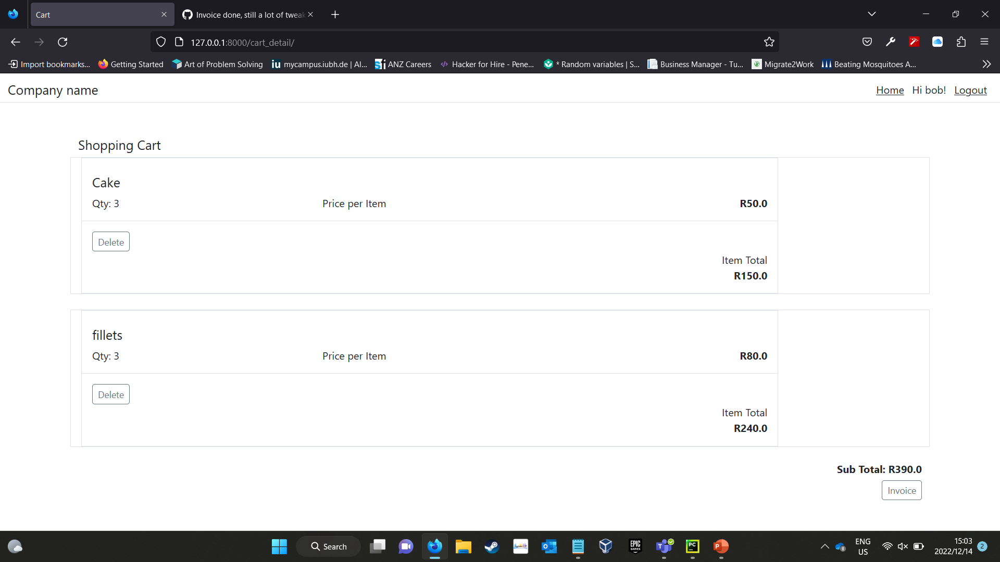 Cart
Invoice done, still a lot of tweak
127.0.0.1:8000/cart_detail/
Import bookmarks... Getting Started Art of Problem Solving mycampus.iubh.de | Al... ANZ Careers Hacker for Hire - Pene... * Random variables | S... Business Manager - Tu... Migrate2Work Beating Mosquitoes A...
Company name Home Hi bob! Logout
Shopping Cart
Cake
Qty: 3 Price per Item R50.0
Delete
Item Total
R150.0
fillets
Qty: 3 Price per Item R80.0
Delete
Item Total
R240.0
Sub Total: R390.0
Invoice
Search
EPIC
GAMES
PC
ENG
US
15:03
2022/12/14
2